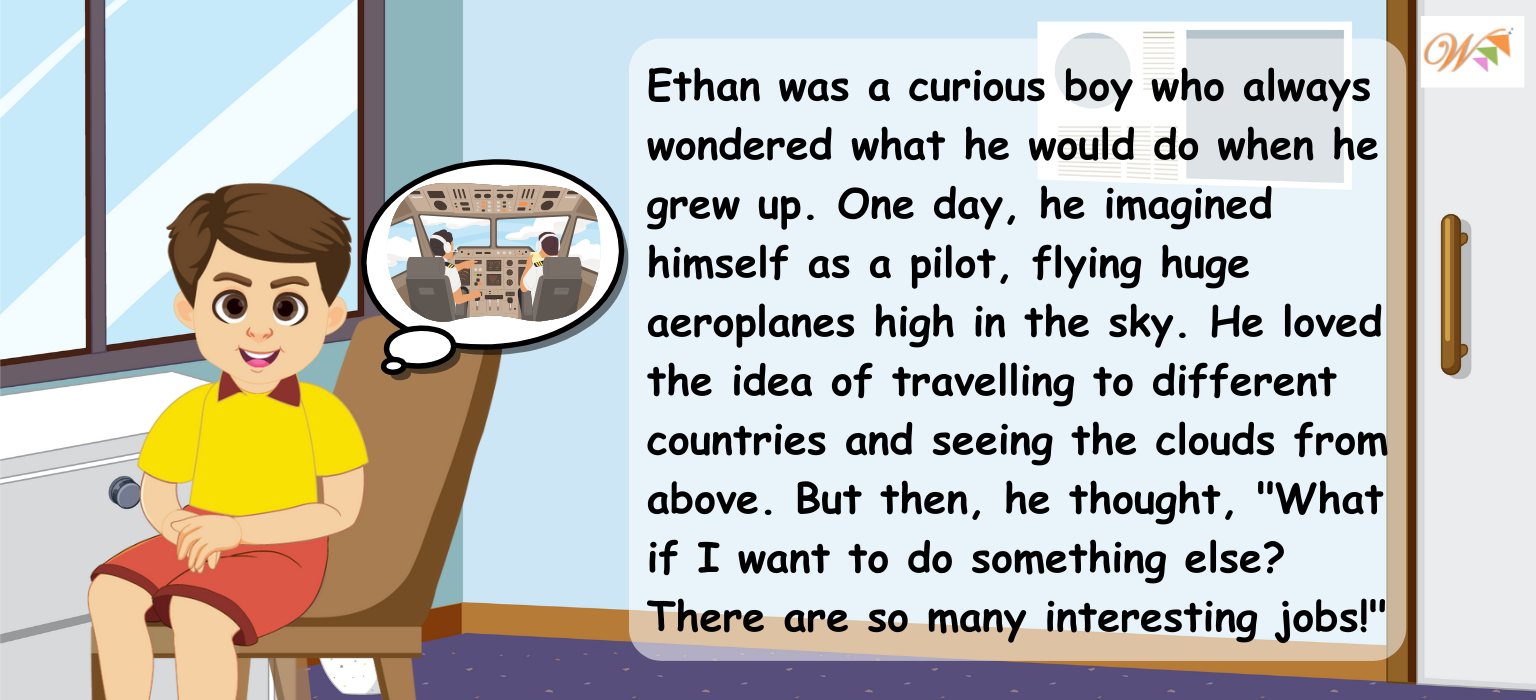 Ethan was a curious boy who always
wondered what he would do when he
grew up. One day, he imagined
himself as a pilot, flying huge
aeroplanes high in the sky. He loved
the idea of travelling to different
countries and seeing the clouds from
above. But then, he thought, "What
if I want to do something else?
There are so many interesting jobs!"
W